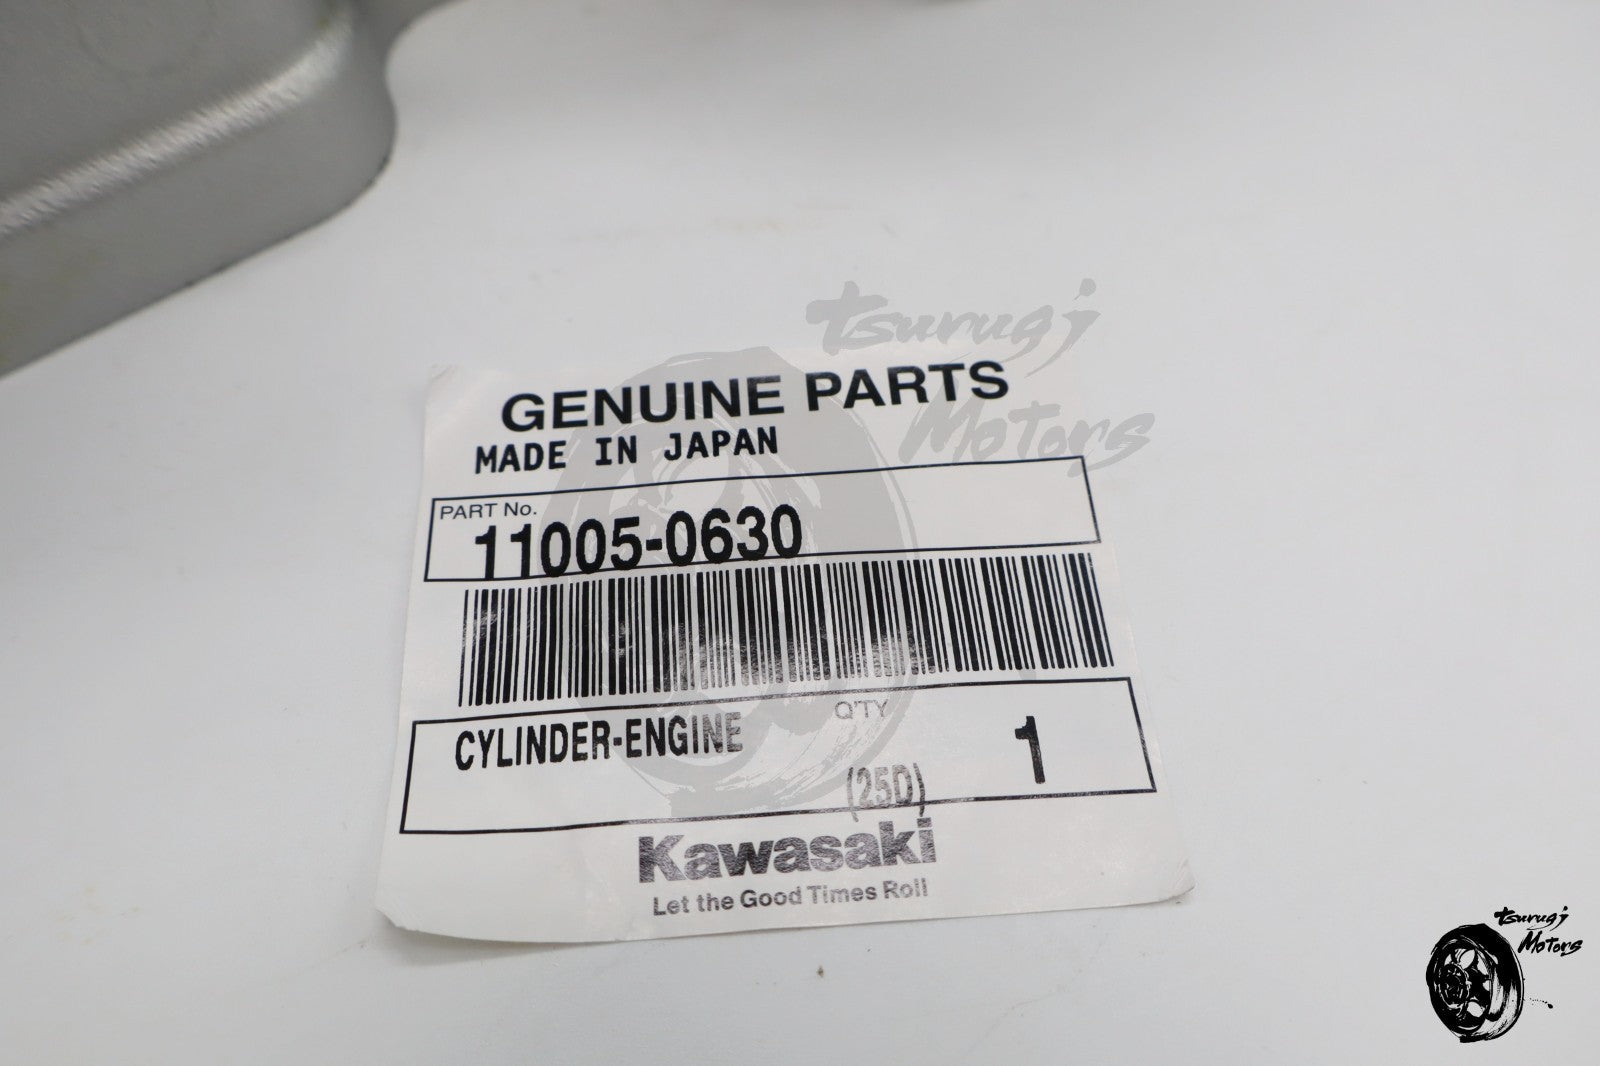 GENUINE PARTS
MADE IN JAPAN
PART No.
11005-0630
CYLINDER-ENGINE
Q'TY
1
(25D)
Kawasaki
Let the Good Times Roll
tsurugi
Motors
tsurugi
Motors